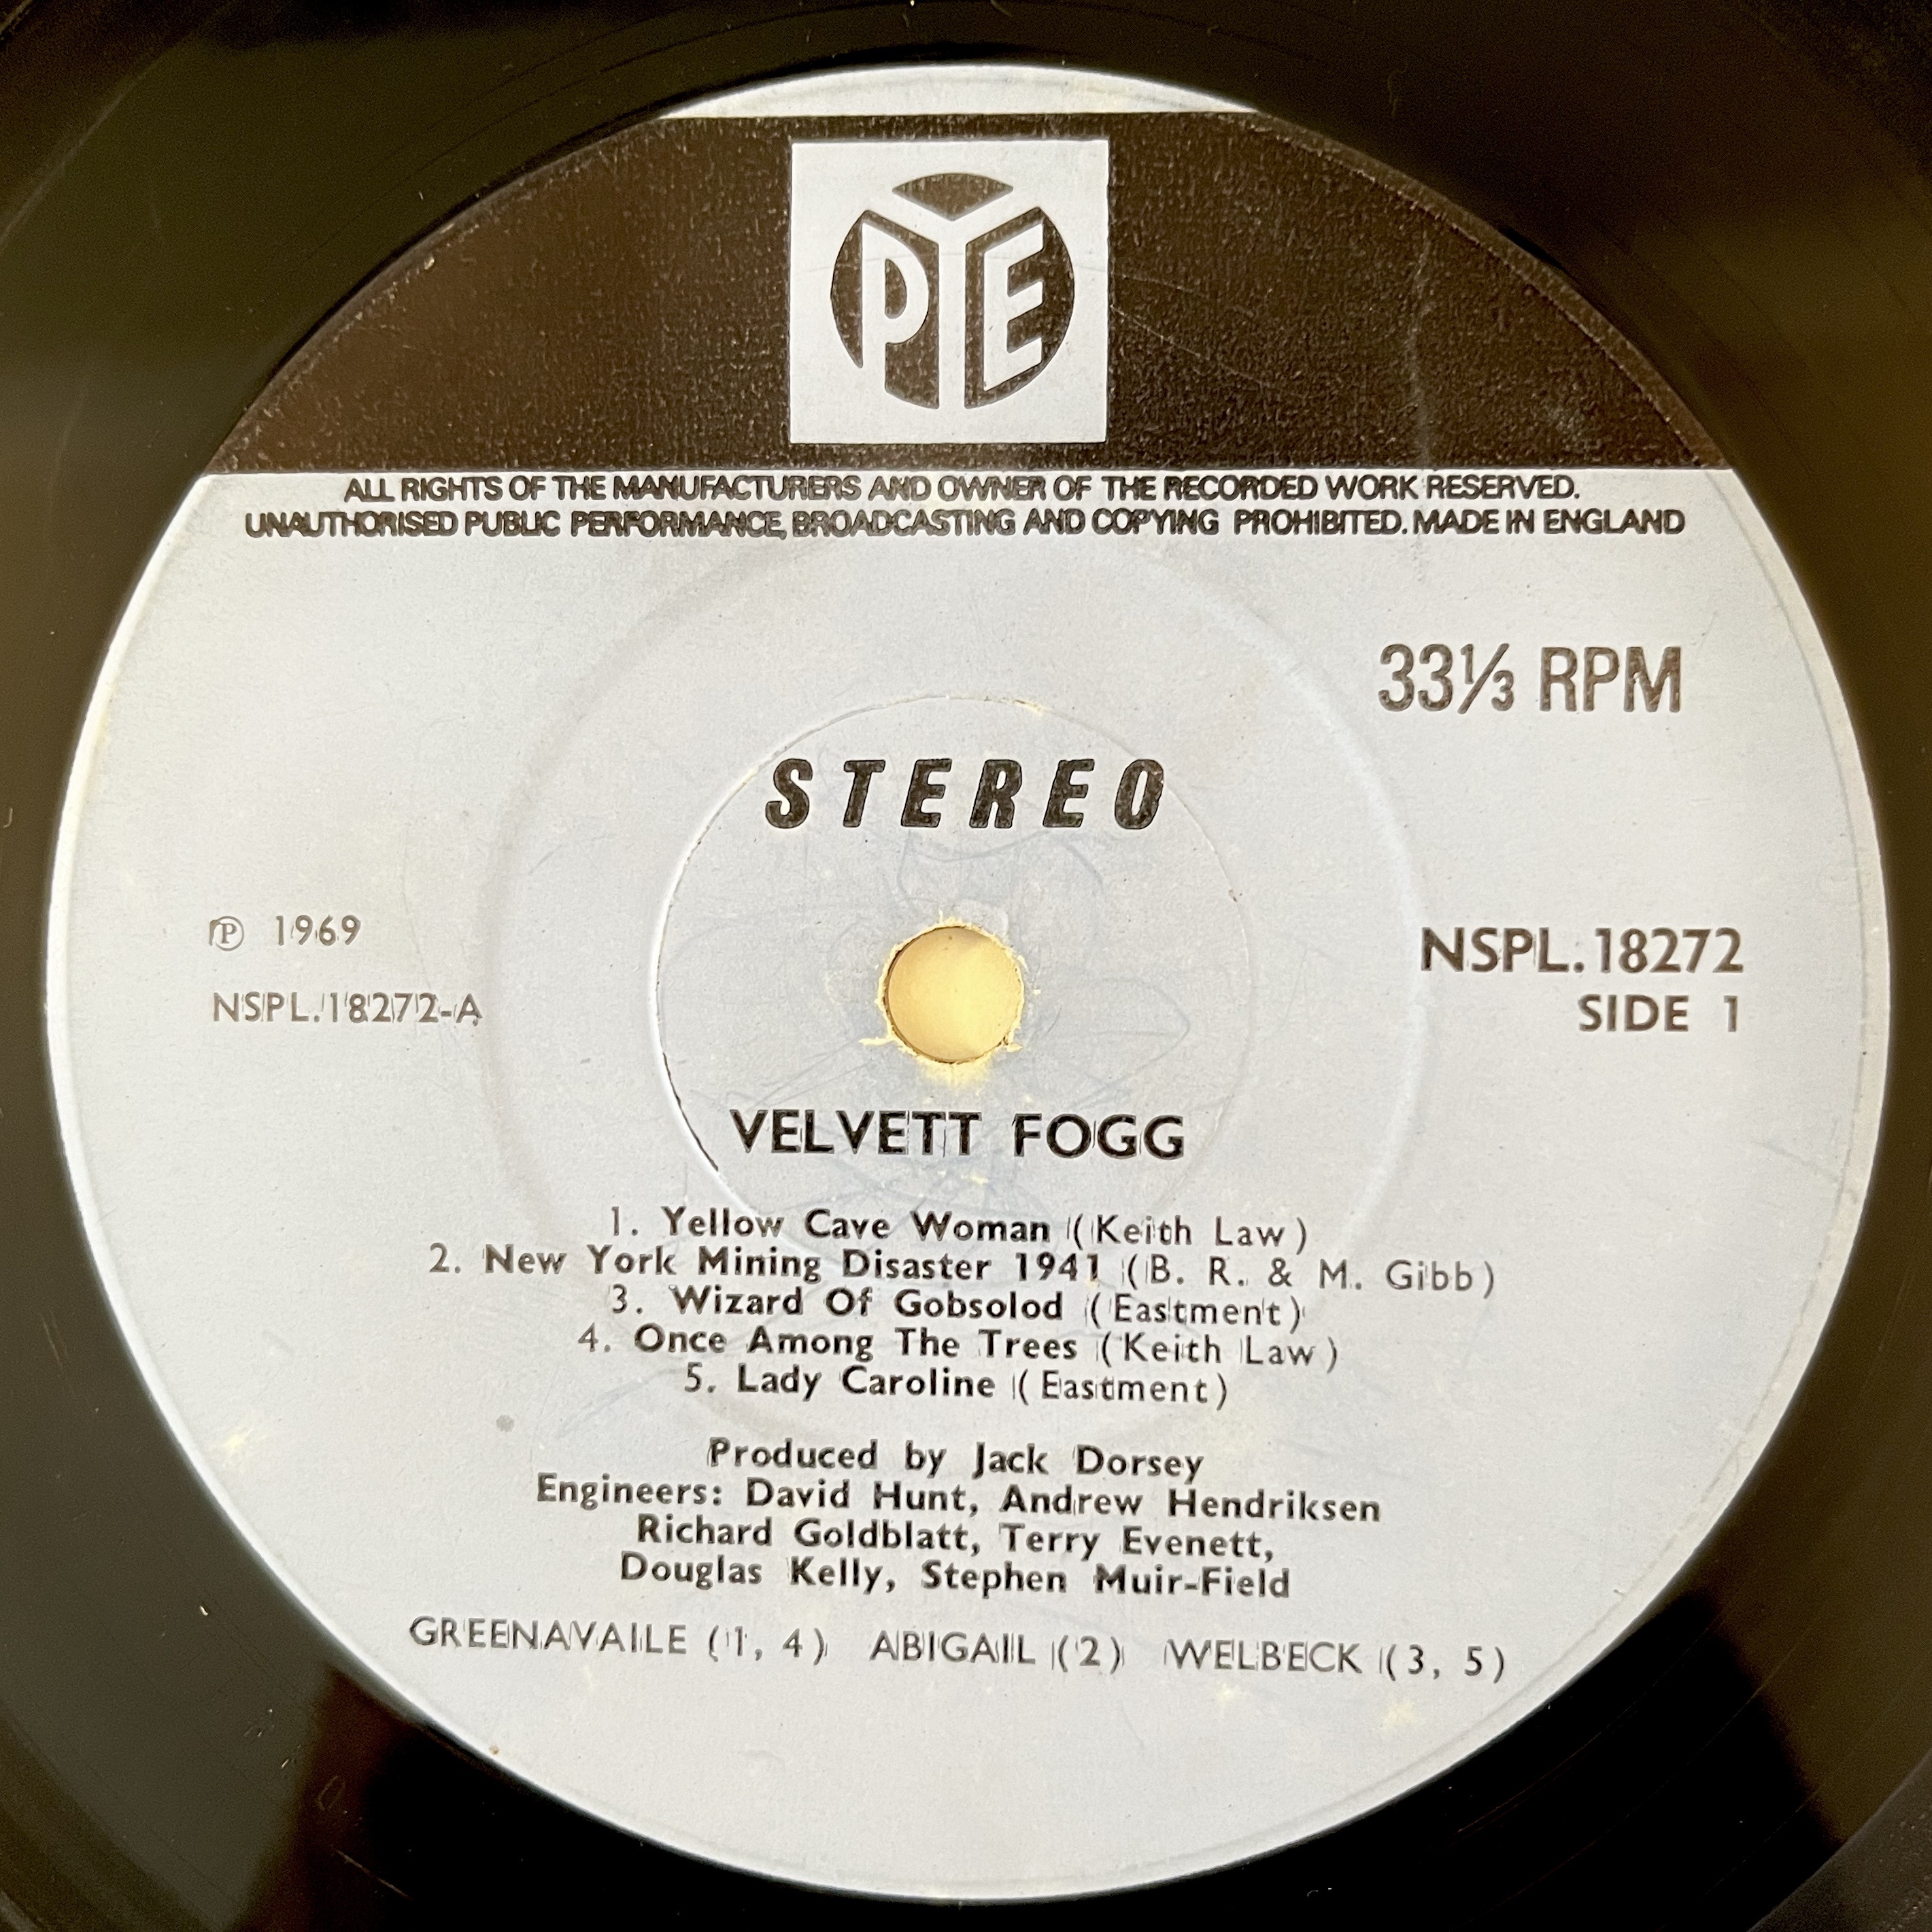 PYE
ALL RIGHTS OF THE MANUFACTURERS AND OWNER OF THE RECORDED WORK RESERVED.
UNAUTHORISED PUBLIC PERFORMANCE, BROADCASTING AND COPYING PROHIBITED. MADE IN ENGLAND
33⅓ RPM
STEREO
℗ 1969
NSPL.18272-A
NSPL.18272
SIDE 1
VELVETT FOGG
1. Yellow Cave Woman (Keith Law)
2. New York Mining Disaster 1941 (B. R. & M. Gibb)
3. Wizard Of Gobsolod (Eastment)
4. Once Among The Trees (Keith Law)
5. Lady Caroline (Eastment)
Produced by Jack Dorsey
Engineers: David Hunt, Andrew Hendriksen
Richard Goldblatt, Terry Evenett,
Douglas Kelly, Stephen Muir-Field
GREENAVAILE (1, 4) ABIGAIL (2) WELBECK (3, 5)